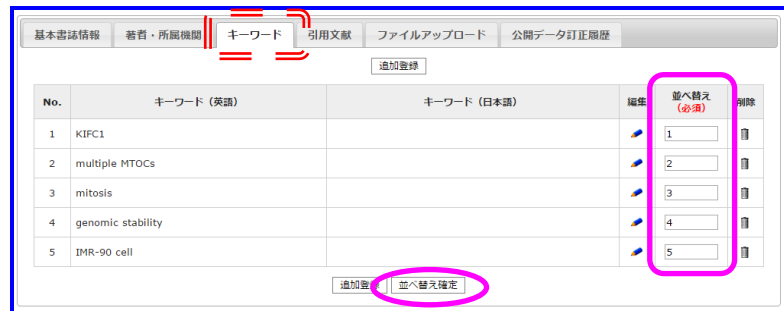 基本書誌情報 著者・所属機関 キーワード 引用文献 ファイルアップロード 公開データ訂正履歴
追加登録
No. キーワード（英語） キーワード（日本語） 編集 並べ替え（必須） 削除
1 KIFC1 1
2 multiple MTOCs 2
3 mitosis 3
4 genomic stability 4
5 IMR-90 cell 5
追加登録 並べ替え確定